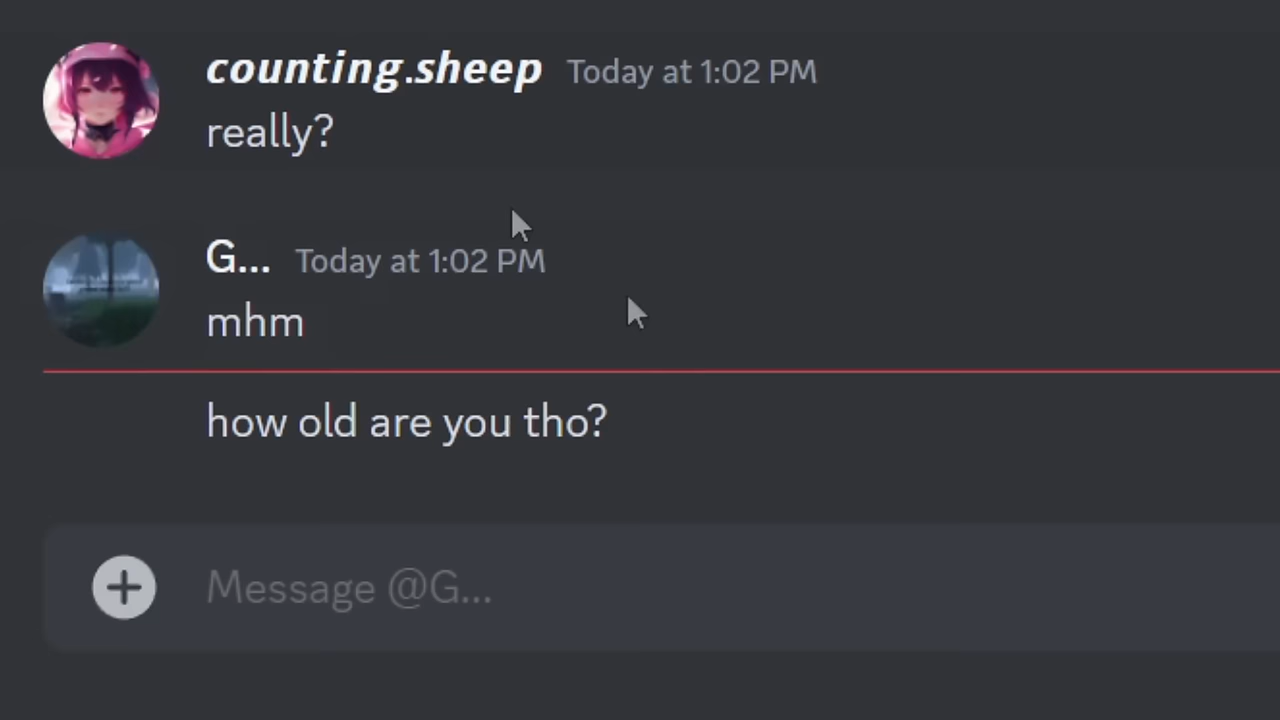 counting.sheep Today at 1:02 PM
really?
G... Today at 1:02 PM
mhm
how old are you tho?
Message @G...